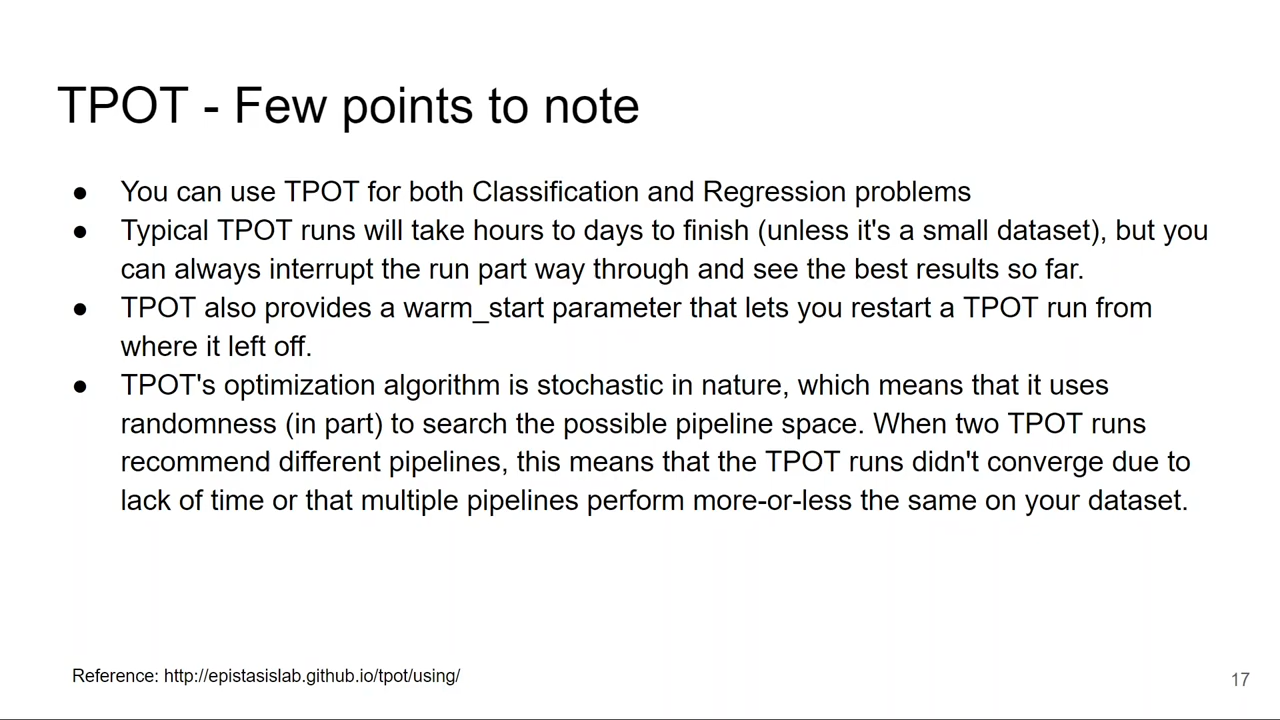 TPOT - Few points to note
● You can use TPOT for both Classification and Regression problems
● Typical TPOT runs will take hours to days to finish (unless it's a small dataset), but you
can always interrupt the run part way through and see the best results so far.
● TPOT also provides a warm_start parameter that lets you restart a TPOT run from
where it left off.
● TPOT's optimization algorithm is stochastic in nature, which means that it uses
randomness (in part) to search the possible pipeline space. When two TPOT runs
recommend different pipelines, this means that the TPOT runs didn't converge due to
lack of time or that multiple pipelines perform more-or-less the same on your dataset.
Reference: http://epistasislab.github.io/tpot/using/
17